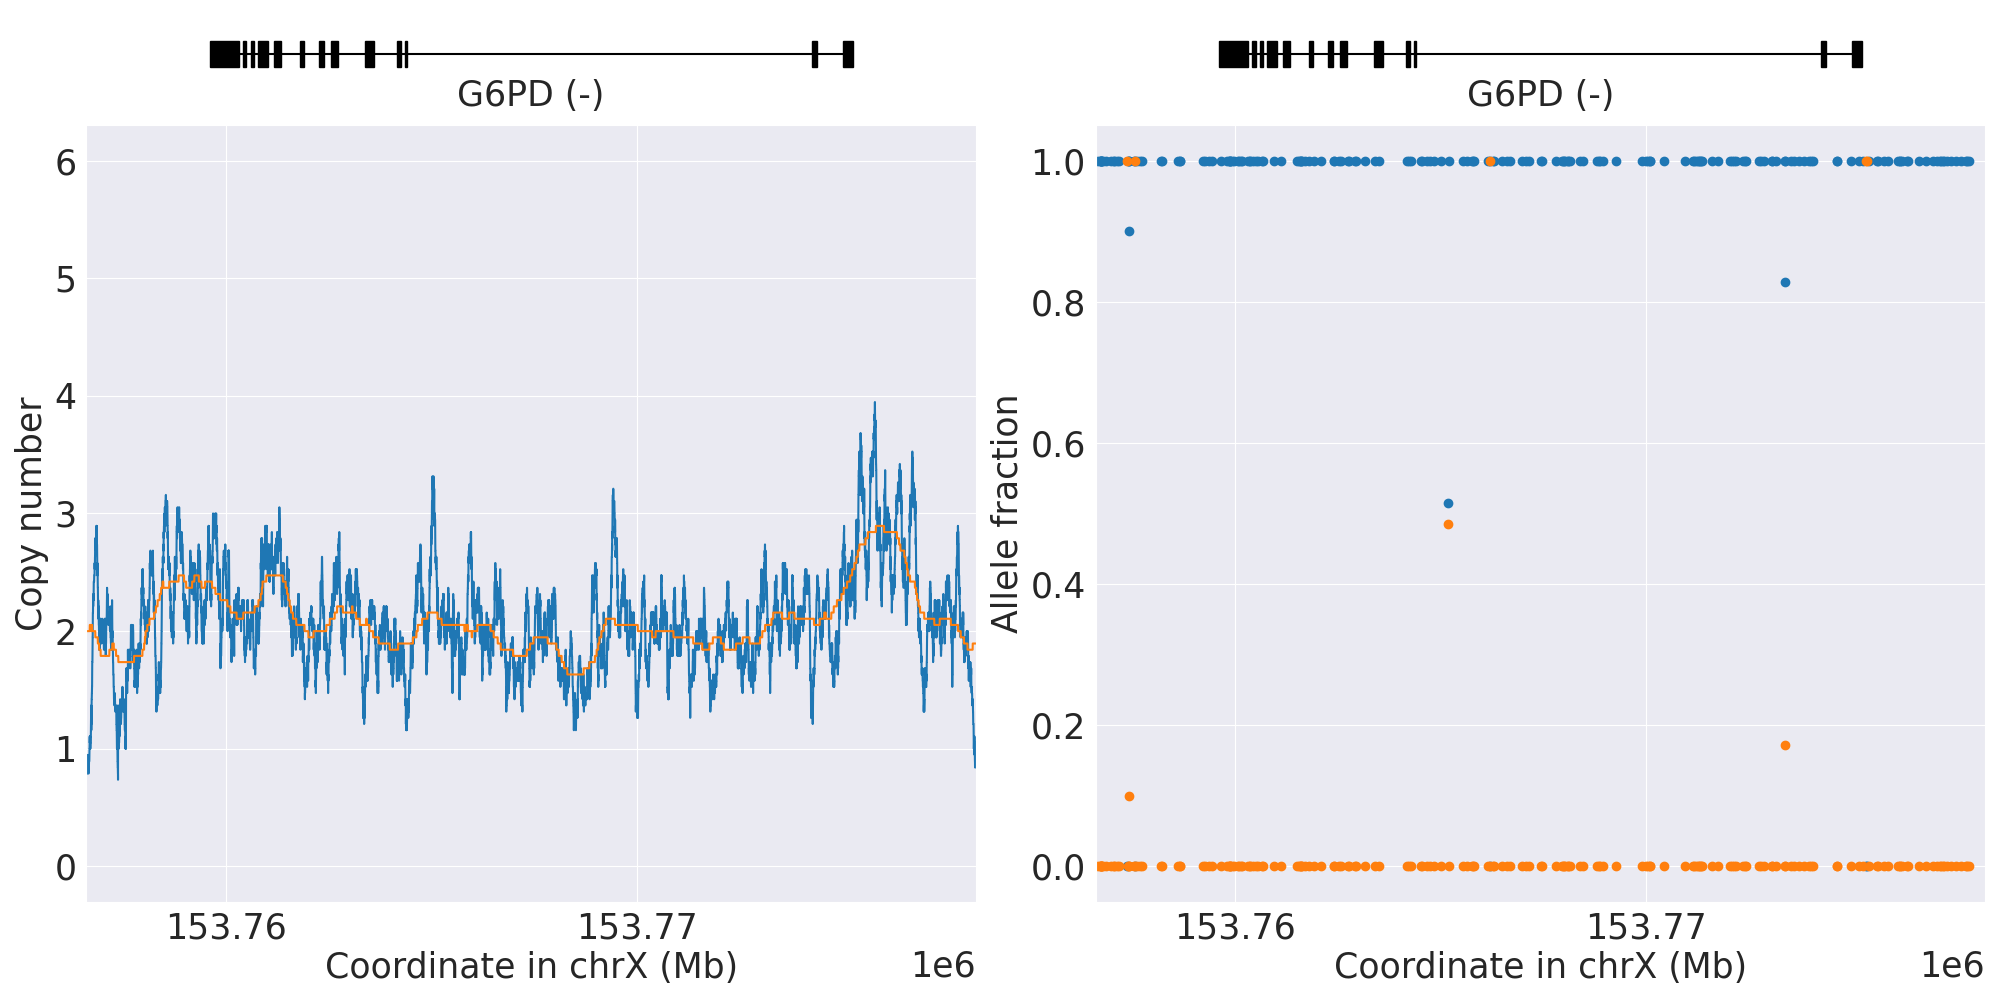 G6PD (-)
6
5
4
3
2
1
0
Copy number
153.76
153.77
Coordinate in chrX (Mb)
1e6
G6PD (-)
1.0
0.8
0.6
0.4
0.2
0.0
Allele fraction
153.76
153.77
Coordinate in chrX (Mb)
1e6